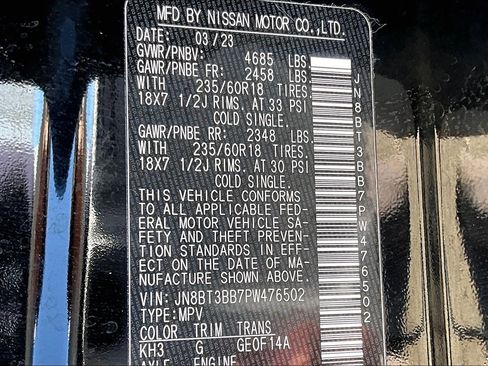 MFD BY NISSAN MOTOR CO.,LTD.
DATE: 03/23
GVWR/PNBV: 4685 LBS.
GAWR/PNBE FR: 2458 LBS.
WITH 235/60R18 TIRES.
18X7 1/2J RIMS. AT 33 PSI
COLD SINGLE.
GAWR/PNBE RR: 2348 LBS.
WITH 235/60R18 TIRES.
18X7 1/2J RIMS. AT 30 PSI
COLD SINGLE.
THIS VEHICLE CONFORMS
TO ALL APPLICABLE FED-
ERAL MOTOR VEHICLE SA-
FETY AND THEFT PREVEN-
TION STANDARDS IN EFF-
ECT ON THE DATE OF MA-
NUFACTURE SHOWN ABOVE.
VIN: JN8BT3BB7PW476502
TYPE:MPV
COLOR TRIM TRANS
KH3 G GE0F14A
AXLE ENGINE
JN8BT3BB7PW476502